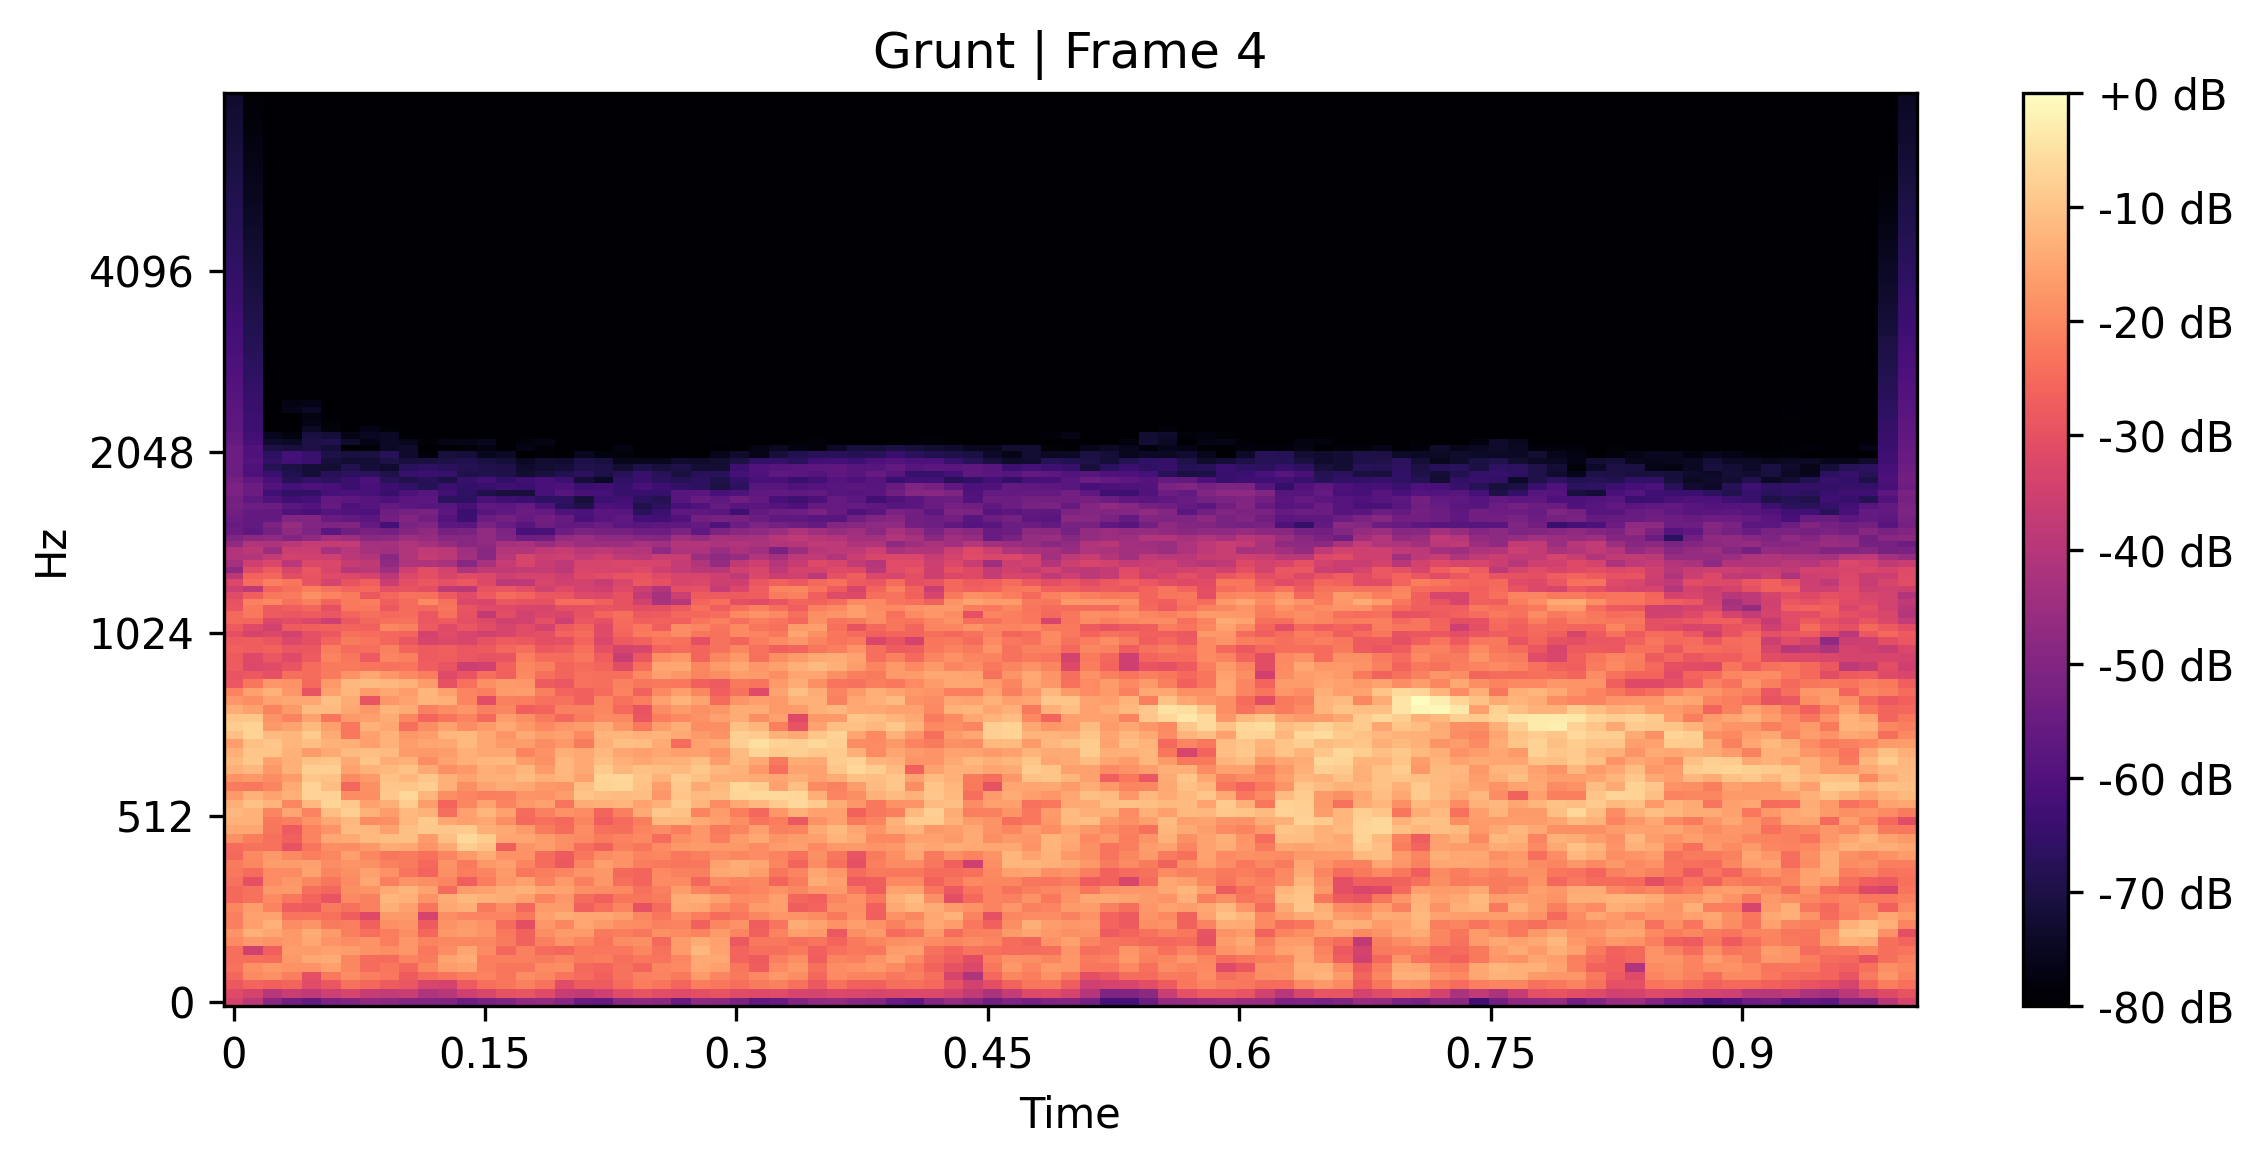 Grunt | Frame 4
+0 dB
-10 dB
-20 dB
-30 dB
-40 dB
-50 dB
-60 dB
-70 dB
-80 dB
4096
2048
1024
512
0
Hz
0 0.15 0.3 0.45 0.6 0.75 0.9
Time